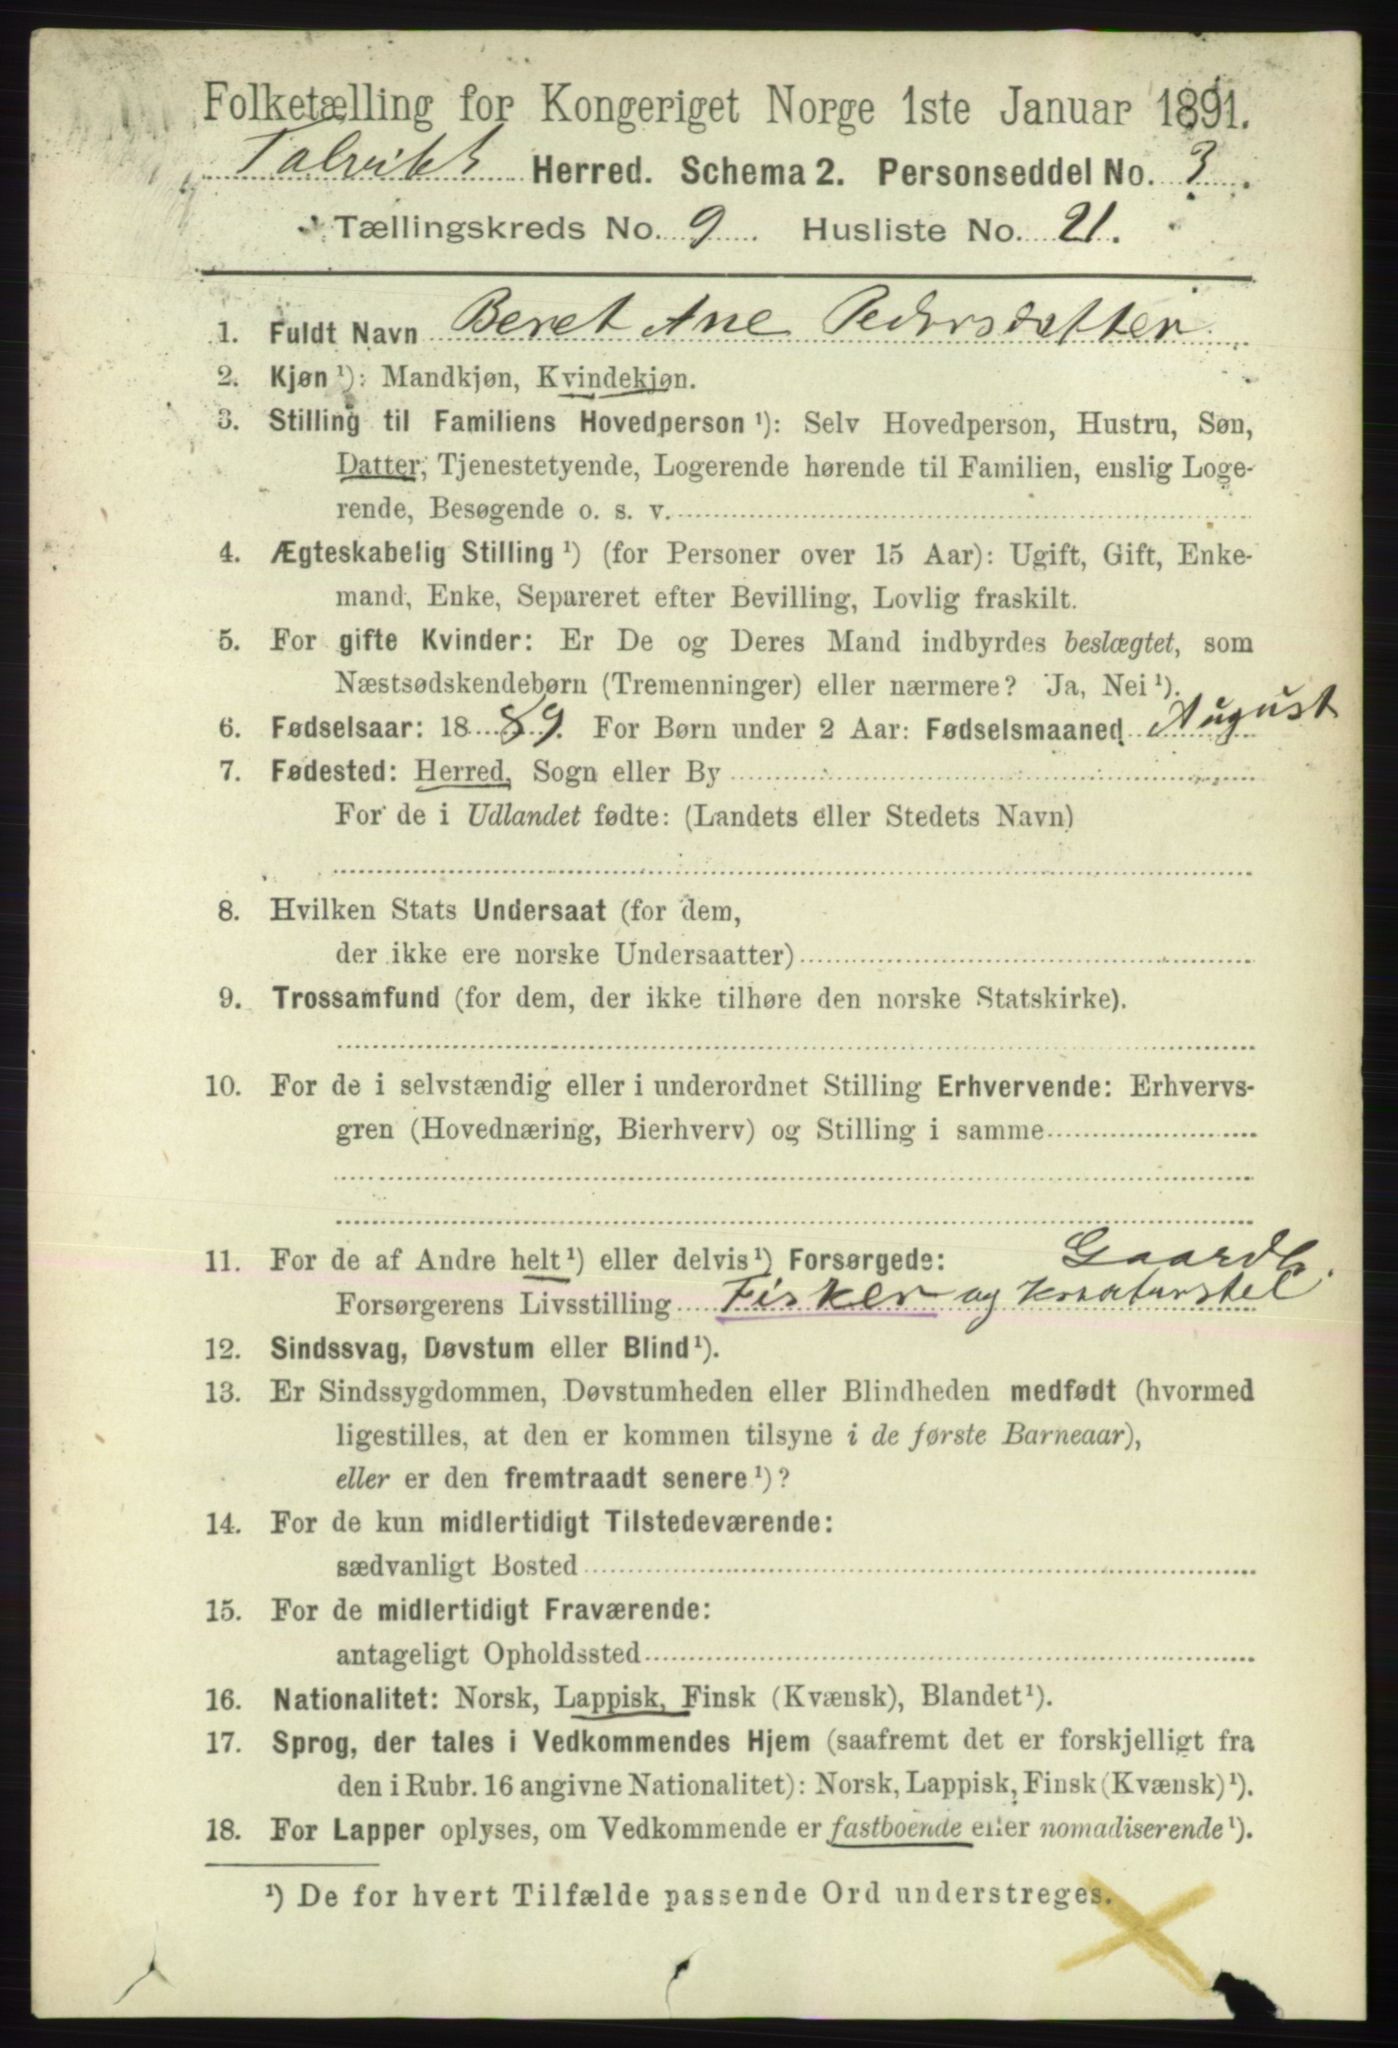 Folketælling for Kongeriget Norge 1ste Januar 1891.
Talviks Herred. Schema 2. Personseddel No. 3.
Tællingskreds No. 9. Husliste No. 21.
1. Fuldt Navn Beret Ane Pedersdatter.
2. Kjøn ¹): Mandkjøn, Kvindekjøn.
3. Stilling til Familiens Hovedperson ¹): Selv Hovedperson, Hustru, Søn,
Datter, Tjenestetyende, Logerende hørende til Familien, enslig Loge-
rende, Besøgende o. s. v.
4. Ægteskabelig Stilling ¹) (for Personer over 15 Aar): Ugift, Gift, Enke-
mand, Enke, Separeret efter Bevilling, Lovlig fraskilt.
5. For gifte Kvinder: Er De og Deres Mand indbyrdes beslægtet, som
Næstsødskendebørn (Tremenninger) eller nærmere? Ja, Nei ¹).
6. Fødselsaar: 1889. For Børn under 2 Aar: Fødselsmaaned August
7. Fødested: Herred, Sogn eller By
For de i Udlandet fødte: (Landets eller Stedets Navn)
8. Hvilken Stats Undersaat (for dem,
der ikke ere norske Undersaatter)
9. Trossamfund (for dem, der ikke tilhøre den norske Statskirke).
10. For de i selvstændig eller i underordnet Stilling Erhvervende: Erhvervs-
gren (Hovednæring, Bierhverv) og Stilling i samme
11. For de af Andre helt ¹) eller delvis ¹) Forsørgede: Gaardb.
Forsørgerens Livsstilling Fisker og
12. Sindssvag, Døvstum eller Blind ¹).
13. Er Sindssygdommen, Døvstumheden eller Blindheden medfødt (hvormed
ligestilles, at den er kommen tilsyne i de første Barneaar),
eller er den fremtraadt senere ¹)?
14. For de kun midlertidigt Tilstedeværende:
sædvanligt Bosted
15. For de midlertidigt Fraværende:
antageligt Opholdssted
16. Nationalitet: Norsk, Lappisk, Finsk (Kvænsk), Blandet ¹).
17. Sprog, der tales i Vedkommendes Hjem (saafremt det er forskjelligt fra
den i Rubr. 16 angivne Nationalitet): Norsk, Lappisk, Finsk (Kvænsk) ¹).
18. For Lapper oplyses, om Vedkommende er fastboende eller nomadiserende ¹).
¹) De for hvert Tilfælde passende Ord understreges.